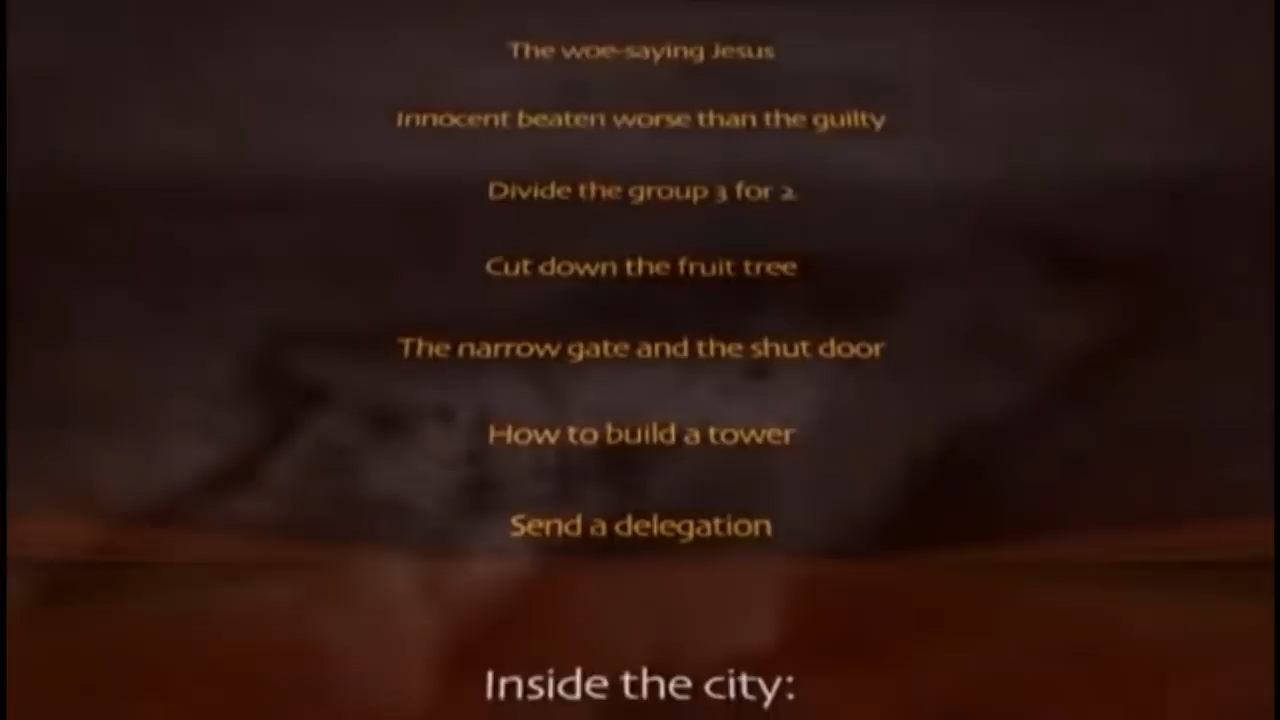 The woe-saying Jesus
Innocent beaten worse than the guilty
Divide the group 3 for 2
Cut down the fruit tree
The narrow gate and the shut door
How to build a tower
Send a delegation
Inside the city: